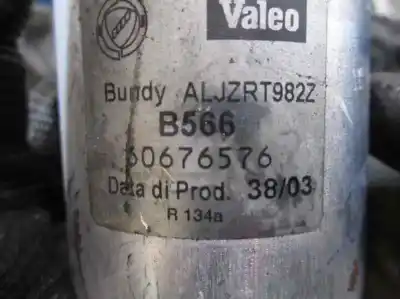 Valeo
Bundy ALJZRT982Z
B566
60676576
Data di Prod. 38/03
R 134a